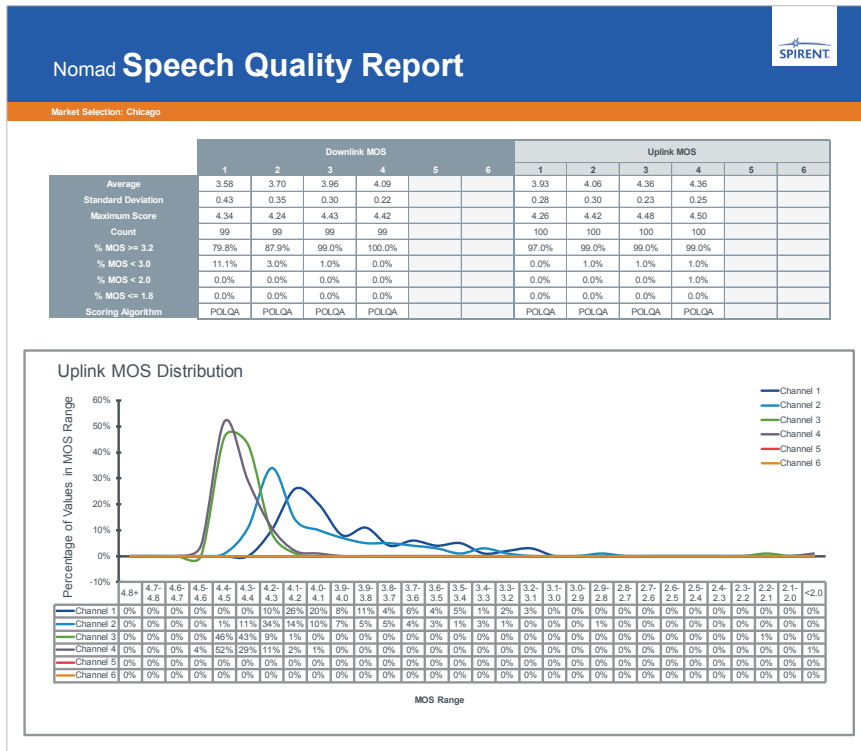 Nomad Speech Quality Report
SPIRENT
Market Selection: Chicago
Downlink MOS Uplink MOS
1 2 3 4 5 6 1 2 3 4 5 6
Average 3.58 3.70 3.96 4.09 3.93 4.06 4.36 4.36
Standard Deviation 0.43 0.35 0.30 0.22 0.28 0.30 0.23 0.25
Maximum Score 4.34 4.24 4.43 4.42 4.26 4.42 4.48 4.50
Count 99 99 99 99 100 100 100 100
% MOS >= 3.2 79.8% 87.9% 99.0% 100.0% 97.0% 99.0% 99.0% 99.0%
% MOS < 3.0 11.1% 3.0% 1.0% 0.0% 0.0% 1.0% 1.0% 1.0%
% MOS < 2.0 0.0% 0.0% 0.0% 0.0% 0.0% 0.0% 0.0% 1.0%
% MOS <= 1.8 0.0% 0.0% 0.0% 0.0% 0.0% 0.0% 0.0% 0.0%
Scoring Algorithm POLQA POLQA POLQA POLQA POLQA POLQA POLQA POLQA
Uplink MOS Distribution
Channel 1
Channel 2
Channel 3
Channel 4
Channel 5
Channel 6
Percentage of Values in MOS Range
60%
50%
40%
30%
20%
10%
0%
-10%
4.8+ 4.7-4.8 4.6-4.7 4.5-4.6 4.4-4.5 4.3-4.4 4.2-4.3 4.1-4.2 4.0-4.1 3.9-4.0 3.9-3.8 3.8-3.7 3.7-3.6 3.6-3.5 3.5-3.4 3.4-3.3 3.3-3.2 3.2-3.1 3.1-3.0 3.0-2.9 2.9-2.8 2.8-2.7 2.7-2.6 2.6-2.5 2.5-2.4 2.4-2.3 2.3-2.2 2.2-2.1 2.1-2.0 <2.0
Channel 1 0% 0% 0% 0% 0% 0% 10% 26% 20% 8% 11% 4% 6% 4% 5% 1% 2% 3% 0% 0% 0% 0% 0% 0% 0% 0% 0% 0% 0% 0%
Channel 2 0% 0% 0% 0% 1% 11% 34% 14% 10% 7% 5% 5% 4% 3% 1% 3% 1% 0% 0% 0% 1% 0% 0% 0% 0% 0% 0% 0% 0% 0%
Channel 3 0% 0% 0% 0% 46% 43% 9% 1% 0% 0% 0% 0% 0% 0% 0% 0% 0% 0% 0% 0% 0% 0% 0% 0% 0% 0% 0% 1% 0% 0%
Channel 4 0% 0% 0% 4% 52% 29% 11% 2% 1% 0% 0% 0% 0% 0% 0% 0% 0% 0% 0% 0% 0% 0% 0% 0% 0% 0% 0% 0% 0% 1%
Channel 5 0% 0% 0% 0% 0% 0% 0% 0% 0% 0% 0% 0% 0% 0% 0% 0% 0% 0% 0% 0% 0% 0% 0% 0% 0% 0% 0% 0% 0% 0%
Channel 6 0% 0% 0% 0% 0% 0% 0% 0% 0% 0% 0% 0% 0% 0% 0% 0% 0% 0% 0% 0% 0% 0% 0% 0% 0% 0% 0% 0% 0% 0%
MOS Range